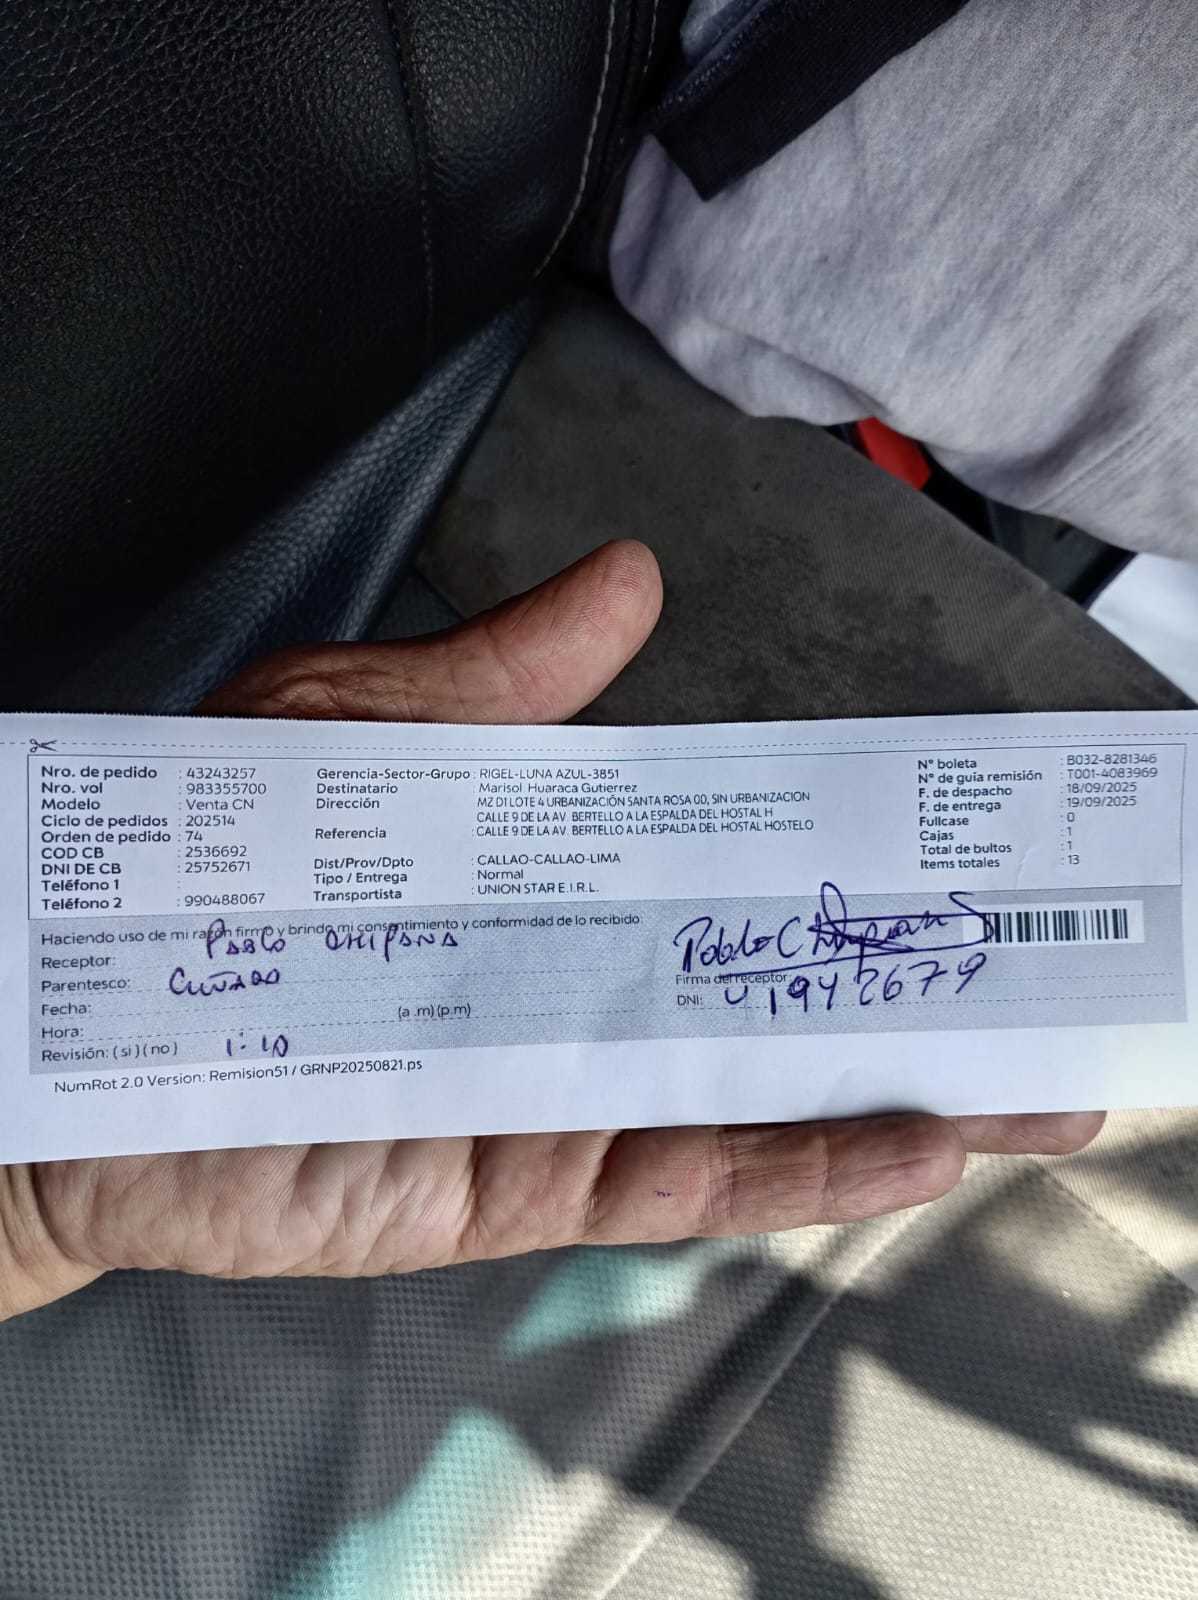 Nro. de pedido : 43243257
Nro. vol : 983355700
Modelo : Venta CN
Ciclo de pedidos : 202514
Orden de pedido : 74
COD CB : 2536692
DNI DE CB : 25752671
Teléfono 1 :
Teléfono 2 : 990488067
Gerencia-Sector-Grupo : RIGEL-LUNA AZUL-3851
Destinatario : Marisol Huaraca Gutierrez
Dirección : MZ D1 LOTE 4 URBANIZACIÓN SANTA ROSA 00, SIN URBANIZACION
CALLE 9 DE LA AV. BERTELLO A LA ESPALDA DEL HOSTAL H
Referencia : CALLE 9 DE LA AV. BERTELLO A LA ESPALDA DEL HOSTAL HOSTELO
Dist/Prov/Dpto : CALLAO-CALLAO-LIMA
Tipo / Entrega : Normal
Transportista : UNION STAR E.I.R.L.
N° boleta : B032-8281346
N° de guia remisión : T001-4083969
F. de despacho : 18/09/2025
F. de entrega : 19/09/2025
Fullcase : 0
Cajas : 1
Total de bultos : 1
Items totales : 13
Haciendo uso de mi razón firmo y brindo mi consentimiento y conformidad de lo recibido:
Receptor: PABLO CHIPANA
Parentesco: CUÑADO
Fecha:
Hora: (a .m) (p.m)
Revisión: ( si ) ( no ) 1:10
Pablo C
Firma del receptor:
DNI:
NumRot 2.0 Version: Remision51 / GRNP20250821.ps